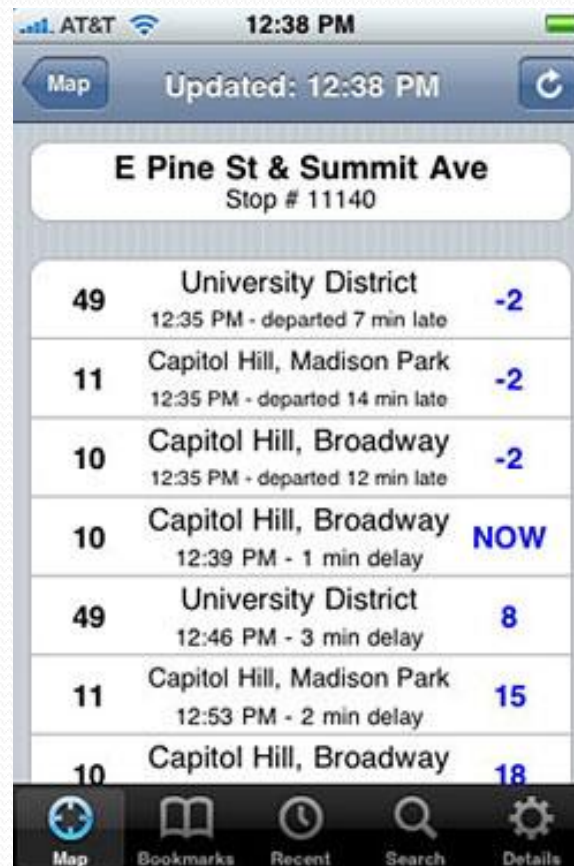 AT&T 12:38 PM
Map Updated: 12:38 PM
E Pine St & Summit Ave
Stop # 11140
49 University District -2
12:35 PM - departed 7 min late
11 Capitol Hill, Madison Park -2
12:35 PM - departed 14 min late
10 Capitol Hill, Broadway -2
12:35 PM - departed 12 min late
10 Capitol Hill, Broadway NOW
12:39 PM - 1 min delay
49 University District 8
12:46 PM - 3 min delay
11 Capitol Hill, Madison Park 15
12:53 PM - 2 min delay
10 Capitol Hill, Broadway 18
Map Bookmarks Recent Search Details